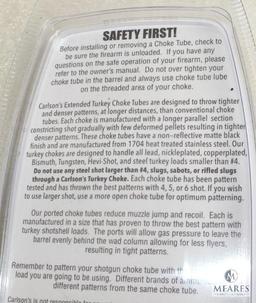 SAFETY FIRST!
Before installing or removing a Choke Tube, check to
be sure the firearm is unloaded. If you have any
questions on the safe operation of your firearm, please
refer to the owner's manual. Do not over tighten your
choke tube in the barrel and always use choke tube lube
on the threaded area of your choke.
Carlson's Extended Turkey Choke Tubes are designed to throw tighter
and denser patterns, at longer distances, than conventional choke
tubes. Each choke is manufactured with a longer parallel section
constricting shot gradually with few deformed pellets resulting in tighter
denser patterns. These choke tubes have a non-reflective matte black
finish and are manufactured from 1704 heat treated stainless steel. Our
turkey chokes are designed to handle all lead, nickleplated, copperplated,
Bismuth, Tungsten, Hevi-Shot, and steel turkey loads smaller than #4.
Do not use any steel shot larger than #4, slugs, sabots, or rifled slugs
through a Carlson's Turkey Choke. Each choke tube has been pattern
tested and has thrown the best patterns with 4, 5, or 6 shot. If you wish
to use larger shot, use a more open choke tube for optimum patterning.
Our ported choke tubes reduce muzzle jump and recoil. Each is
manufactured in a size that has proven to throw the best pattern with
turkey shotshell loads. The ports will allow gas pressure to leave the
barrel evenly behind the wad column allowing for less flyers,
resulting in tight patterns.
Remember to pattern your shotgun choke tube with
load you are going to use. Different brands of
different patterns from the same choke tube.
Carlson's is not
M
MEARES